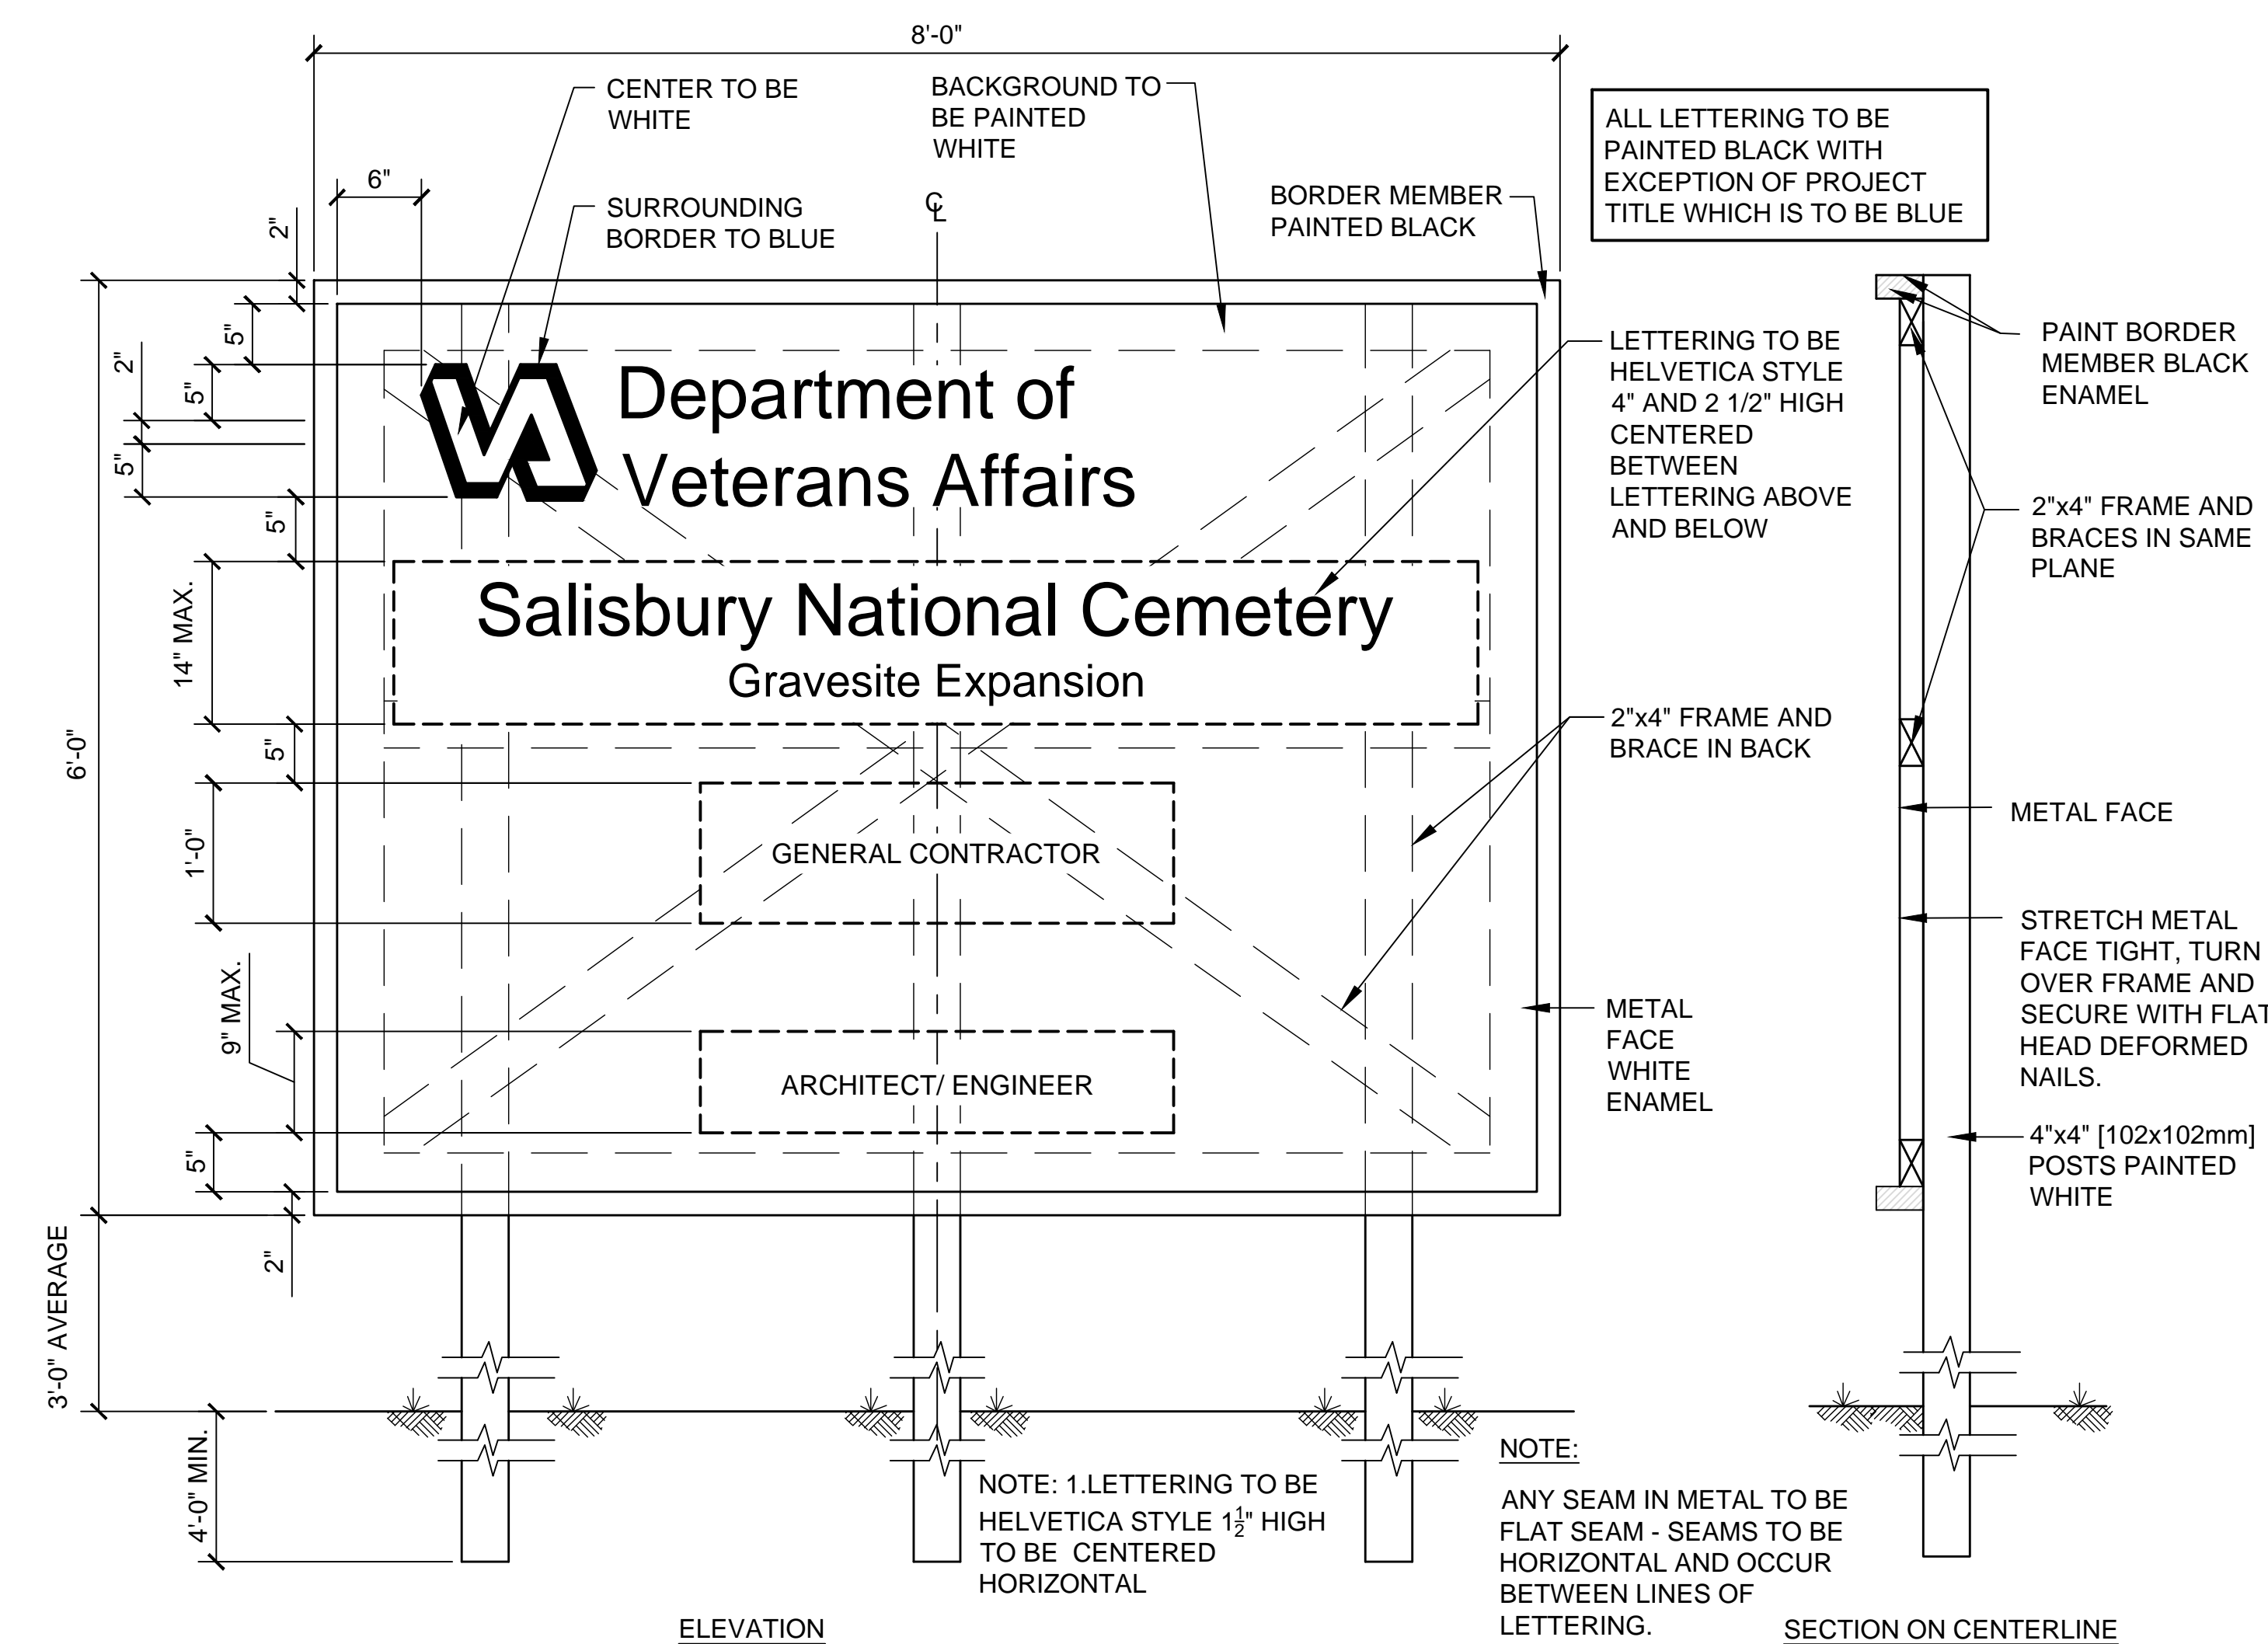 8'-0"
CENTER TO BE
WHITE
BACKGROUND TO
BE PAINTED
WHITE
ALL LETTERING TO BE
PAINTED BLACK WITH
EXCEPTION OF PROJECT
TITLE WHICH IS TO BE BLUE
6"
SURROUNDING
BORDER TO BLUE
CL
BORDER MEMBER
PAINTED BLACK
2"
5"
2"
5"
5"
5"
14" MAX.
5"
6'-0"
1'-0"
9" MAX.
5"
2"
3'-0" AVERAGE
4'-0" MIN.
VA
Department of
Veterans Affairs
Salisbury National Cemetery
Gravesite Expansion
GENERAL CONTRACTOR
ARCHITECT/ ENGINEER
LETTERING TO BE
HELVETICA STYLE
4" AND 2 1/2" HIGH
CENTERED
BETWEEN
LETTERING ABOVE
AND BELOW
2"x4" FRAME AND
BRACE IN BACK
METAL
FACE
WHITE
ENAMEL
PAINT BORDER
MEMBER BLACK
ENAMEL
2"x4" FRAME AND
BRACES IN SAME
PLANE
METAL FACE
STRETCH METAL
FACE TIGHT, TURN
OVER FRAME AND
SECURE WITH FLAT
HEAD DEFORMED
NAILS.
4"x4" [102x102mm]
POSTS PAINTED
WHITE
NOTE: 1.LETTERING TO BE
HELVETICA STYLE 1½" HIGH
TO BE CENTERED
HORIZONTAL
NOTE:
ANY SEAM IN METAL TO BE
FLAT SEAM - SEAMS TO BE
HORIZONTAL AND OCCUR
BETWEEN LINES OF
LETTERING.
ELEVATION
SECTION ON CENTERLINE